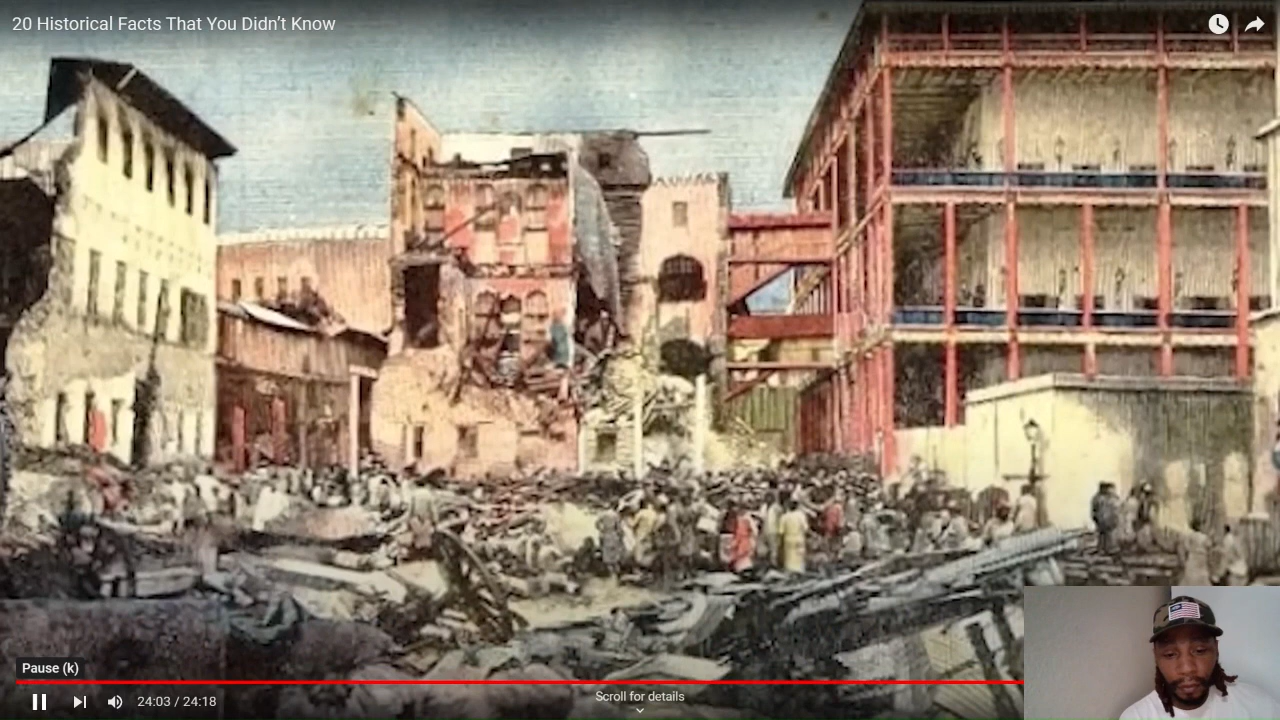 20 Historical Facts That You Didn’t Know
Pause (k)
24:03 / 24:18
Scroll for details